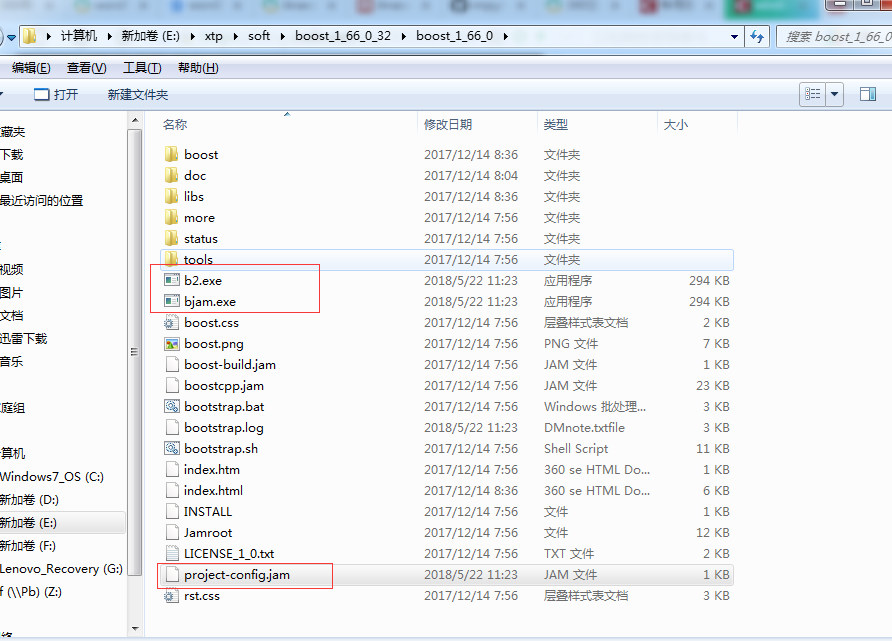 计算机 新加卷 (E:) xtp soft boost_1_66_0_32 boost_1_66_0 搜索 boost_1_66_0
编辑(E) 查看(V) 工具(T) 帮助(H)
打开 新建文件夹
名称 修改日期 类型 大小
藏夹
下载
桌面
最近访问的位置
视频
图片
文档
迅雷下载
音乐
庭组
算机
Windows7_OS (C:)
新加卷 (D:)
新加卷 (E:)
新加卷 (F:)
Lenovo_Recovery (G:)
f (\\Pb) (Z:)
络
boost 2017/12/14 8:36 文件夹
doc 2017/12/14 8:04 文件夹
libs 2017/12/14 8:36 文件夹
more 2017/12/14 7:56 文件夹
status 2017/12/14 7:56 文件夹
tools 2017/12/14 7:56 文件夹
b2.exe 2018/5/22 11:23 应用程序 294 KB
bjam.exe 2018/5/22 11:23 应用程序 294 KB
boost.css 2017/12/14 7:56 层叠样式表文档 2 KB
boost.png 2017/12/14 7:56 PNG 文件 7 KB
boost-build.jam 2017/12/14 7:56 JAM 文件 1 KB
boostcpp.jam 2017/12/14 7:56 JAM 文件 23 KB
bootstrap.bat 2017/12/14 7:56 Windows 批处理... 3 KB
bootstrap.log 2018/5/22 11:23 DMnote.txtfile 3 KB
bootstrap.sh 2017/12/14 7:56 Shell Script 11 KB
index.htm 2017/12/14 7:56 360 se HTML Do... 1 KB
index.html 2017/12/14 8:36 360 se HTML Do... 6 KB
INSTALL 2017/12/14 7:56 文件 1 KB
Jamroot 2017/12/14 7:56 文件 12 KB
LICENSE_1_0.txt 2017/12/14 7:56 TXT 文件 2 KB
project-config.jam 2018/5/22 11:23 JAM 文件 1 KB
rst.css 2017/12/14 7:56 层叠样式表文档 3 KB